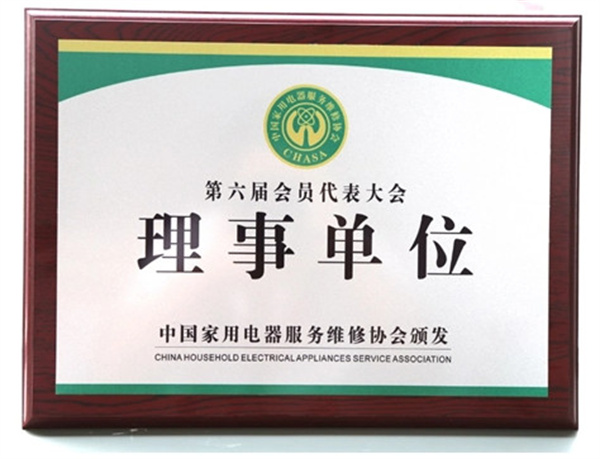 中国家用电器服务维修协会
CHASA
第六届会员代表大会
理事单位
中国家用电器服务维修协会颁发
CHINA HOUSEHOLD ELECTRICAL APPLIANCES SERVICE ASSOCIATION